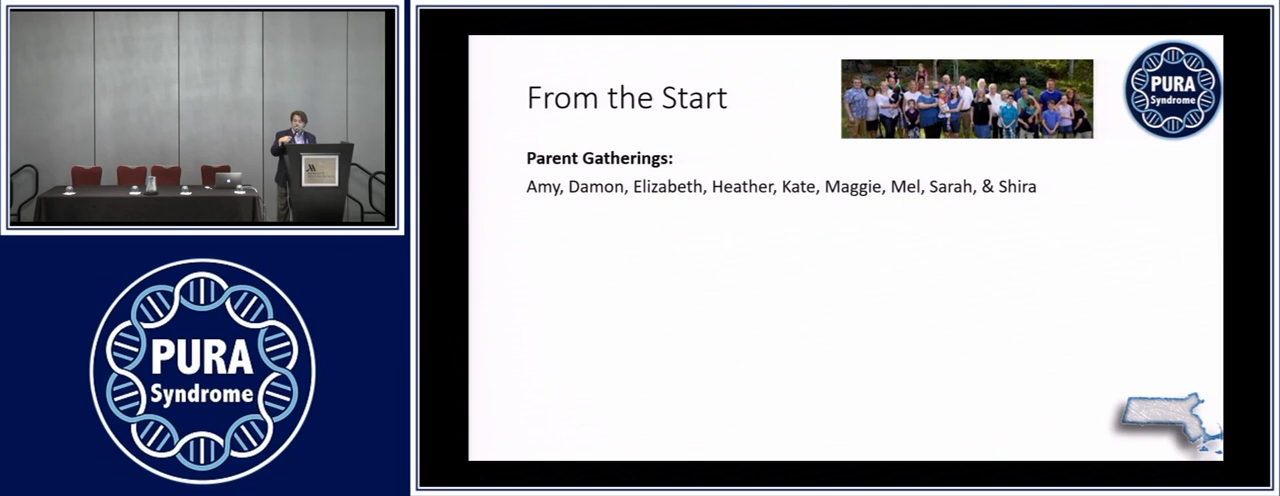 PURA
Syndrome
From the Start
PURA
Syndrome
Parent Gatherings:
Amy, Damon, Elizabeth, Heather, Kate, Maggie, Mel, Sarah, & Shira